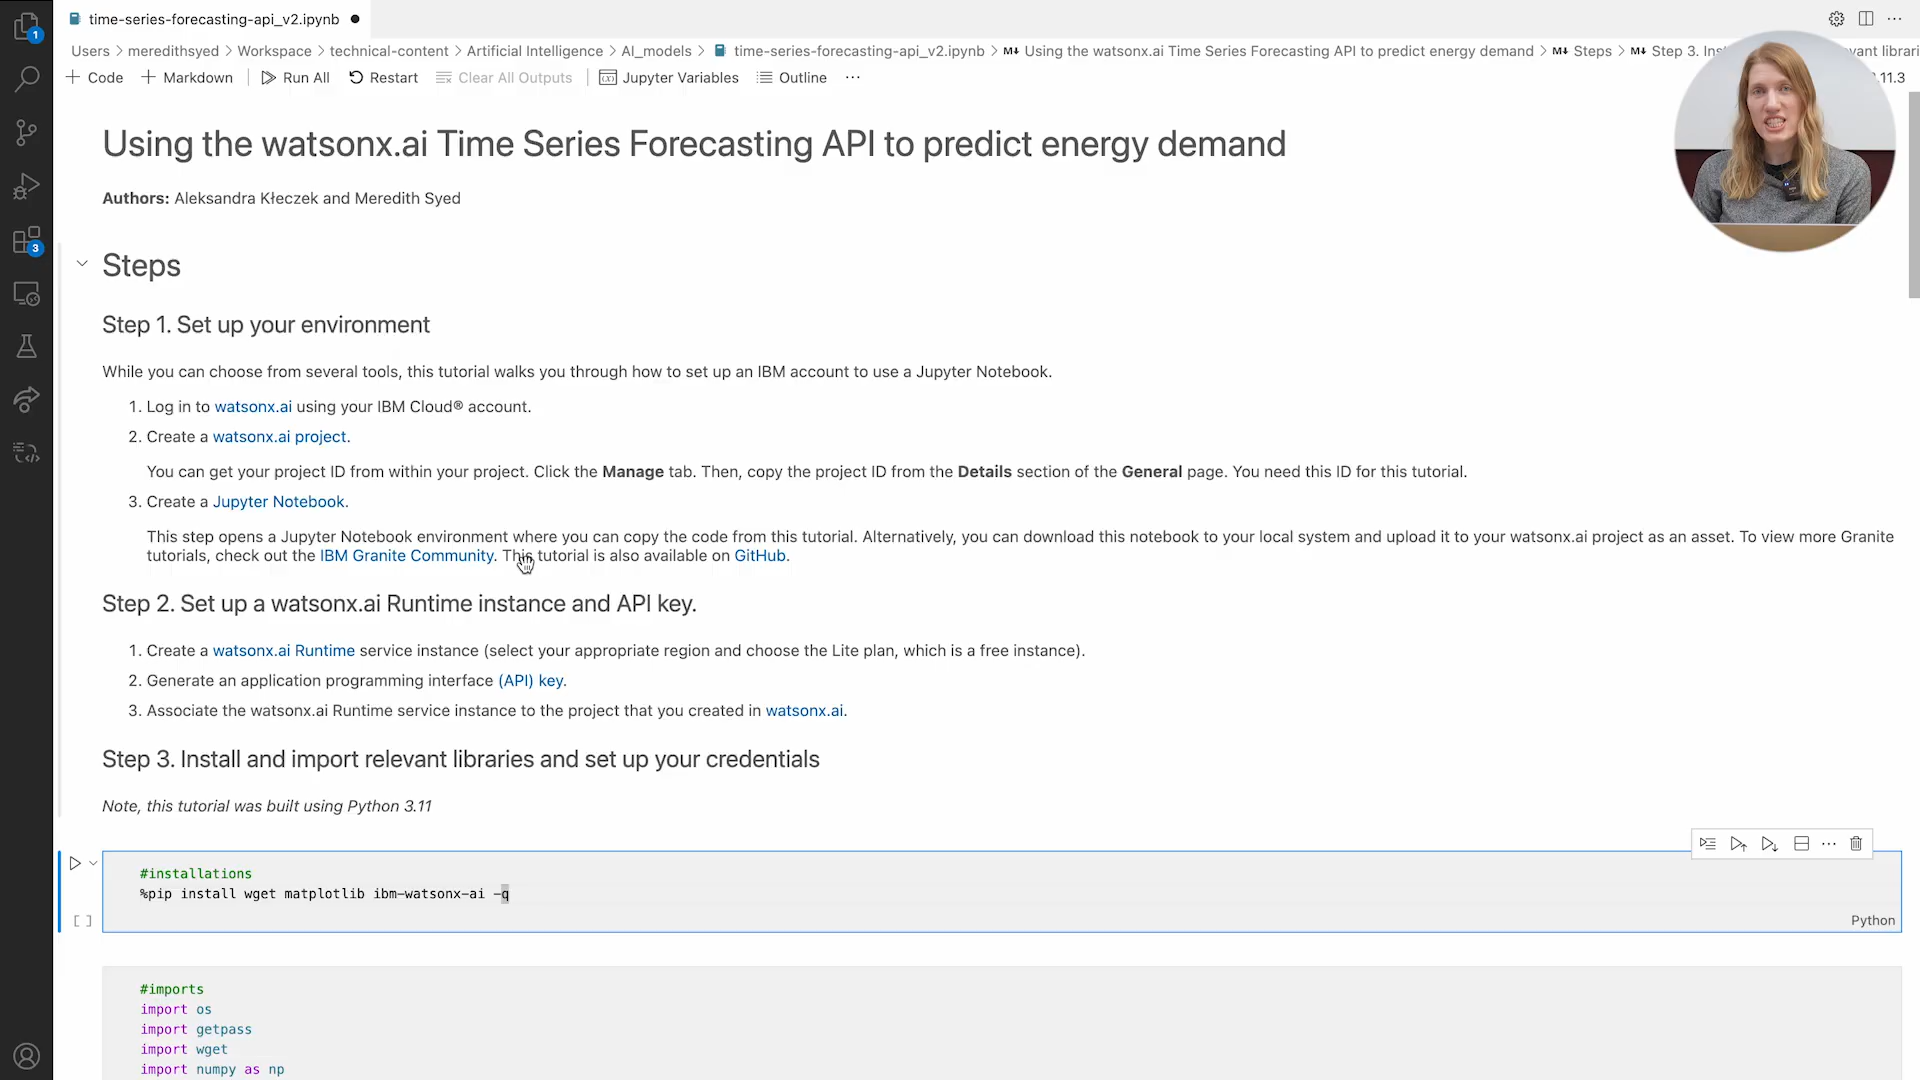 time-series-forecasting-api_v2.ipynb
Users > meredithsyed > Workspace > technical-content > Artificial Intelligence > AI_models > time-series-forecasting-api_v2.ipynb > M↓ Using the watsonx.ai Time Series Forecasting API to predict energy demand > M↓ Steps > M↓ Step 3.
+ Code + Markdown Run All Restart Clear All Outputs Jupyter Variables Outline ...
Using the watsonx.ai Time Series Forecasting API to predict energy demand
Authors: Aleksandra Kłeczek and Meredith Syed
Steps
Step 1. Set up your environment
While you can choose from several tools, this tutorial walks you through how to set up an IBM account to use a Jupyter Notebook.
1. Log in to watsonx.ai using your IBM Cloud® account.
2. Create a watsonx.ai project.
You can get your project ID from within your project. Click the Manage tab. Then, copy the project ID from the Details section of the General page. You need this ID for this tutorial.
3. Create a Jupyter Notebook.
This step opens a Jupyter Notebook environment where you can copy the code from this tutorial. Alternatively, you can download this notebook to your local system and upload it to your watsonx.ai project as an asset. To view more Granite
tutorials, check out the IBM Granite Community. This tutorial is also available on GitHub.
Step 2. Set up a watsonx.ai Runtime instance and API key.
1. Create a watsonx.ai Runtime service instance (select your appropriate region and choose the Lite plan, which is a free instance).
2. Generate an application programming interface (API) key.
3. Associate the watsonx.ai Runtime service instance to the project that you created in watsonx.ai.
Step 3. Install and import relevant libraries and set up your credentials
Note, this tutorial was built using Python 3.11
#installations
%pip install wget matplotlib ibm-watsonx-ai -q
[ ]
Python
#imports
import os
import getpass
import wget
import numpy as np
1
3